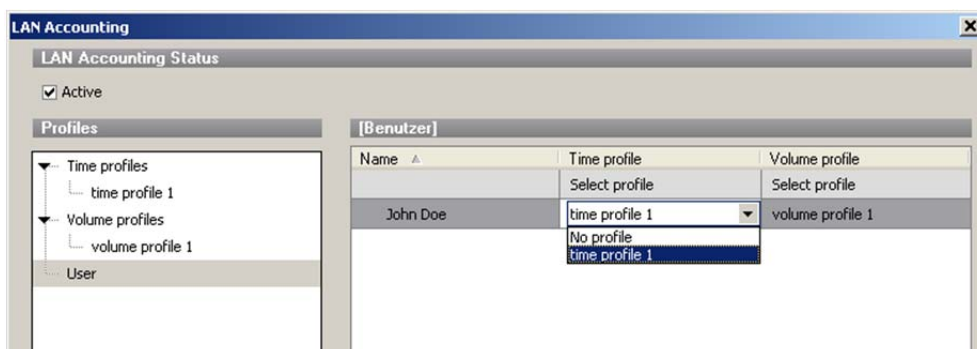 LAN Accounting
LAN Accounting Status
Active
Profiles
Time profiles
time profile 1
Volume profiles
volume profile 1
User
[Benutzer]
Name Time profile Volume profile
Select profile Select profile
John Doe time profile 1 volume profile 1
No profile
time profile 1